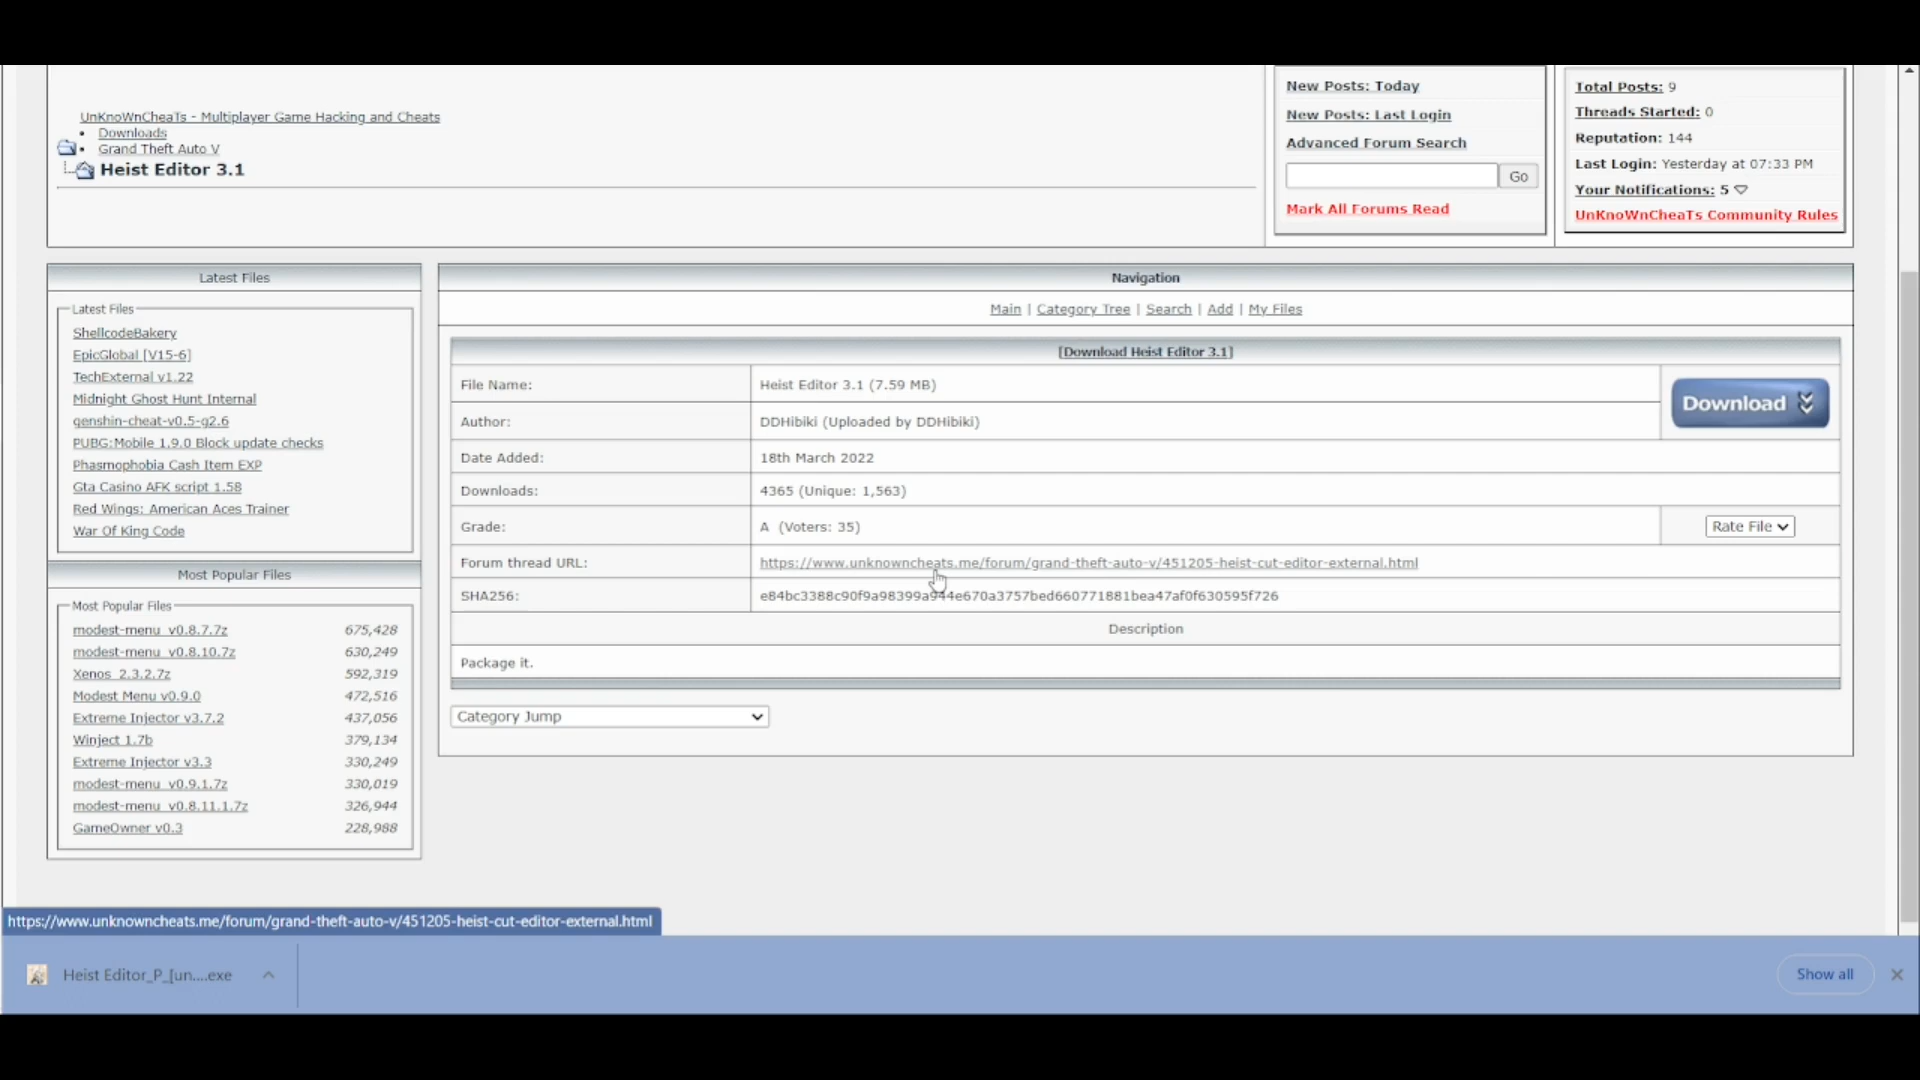 UnKnoWnCheaTs - Multiplayer Game Hacking and Cheats
Downloads
Grand Theft Auto V
Heist Editor 3.1
New Posts: Today
New Posts: Last Login
Advanced Forum Search
Go
Mark All Forums Read
Total Posts: 9
Threads Started: 0
Reputation: 144
Last Login: Yesterday at 07:33 PM
Your Notifications: 5
UnKnoWnCheaTs Community Rules
Latest Files
Latest Files
ShellcodeBakery
EpicGlobal [V15-6]
TechExternal v1.22
Midnight Ghost Hunt Internal
genshin-cheat-v0.5-g2.6
PUBG:Mobile 1.9.0 Block update checks
Phasmophobia Cash Item EXP
Gta Casino AFK script 1.58
Red Wings: American Aces Trainer
War Of King Code
Most Popular Files
Most Popular Files
modest-menu_v0.8.7.7z 675,428
modest-menu_v0.8.10.7z 630,249
Xenos_2.3.2.7z 592,319
Modest Menu v0.9.0 472,516
Extreme Injector v3.7.2 437,056
Winject 1.7b 379,134
Extreme Injector v3.3 330,249
modest-menu_v0.9.1.7z 330,019
modest-menu_v0.8.11.1.7z 326,944
GameOwner v0.3 228,988
Navigation
Main | Category Tree | Search | Add | My Files
[Download Heist Editor 3.1]
File Name: Heist Editor 3.1 (7.59 MB)
Download
Author: DDHibiki (Uploaded by DDHibiki)
Date Added: 18th March 2022
Downloads: 4365 (Unique: 1,563)
Grade: A (Voters: 35) Rate File
Forum thread URL: https://www.unknowncheats.me/forum/grand-theft-auto-v/451205-heist-cut-editor-external.html
SHA256: e84bc3388c90f9a98399a944e670a3757bed660771881bea47af0f630595f726
Description
Package it.
Category Jump
https://www.unknowncheats.me/forum/grand-theft-auto-v/451205-heist-cut-editor-external.html
Heist Editor_P_[un....exe
Show all